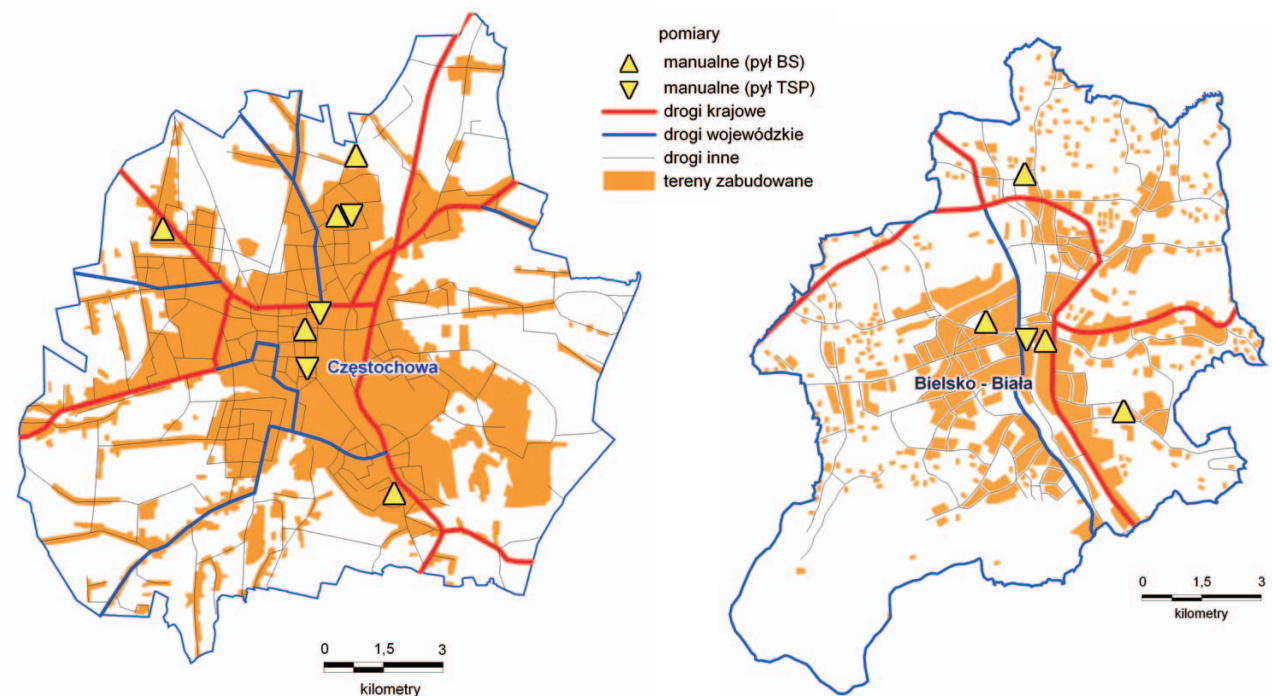 pomiary
manualne (pył BS)
manualne (pył TSP)
drogi krajowe
drogi wojewódzkie
drogi inne
tereny zabudowane
Częstochowa
Bielsko - Biała
0 1,5 3
kilometry
0 1,5 3
kilometry